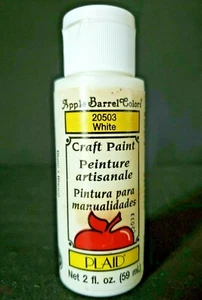 Apple Barrel Colors
20503
White
Craft Paint
Peinture
artisanale
Pintura para
manualidades
PLAID
Net 2 fl. oz. (59 mL)